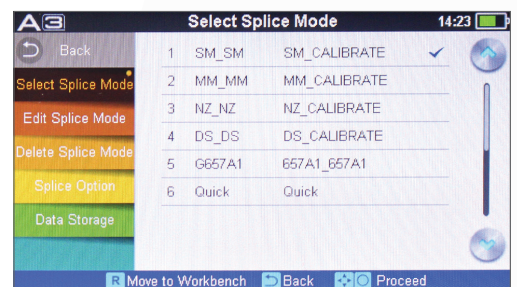 A3 Select Splice Mode 14:23
Back
Select Splice Mode
Edit Splice Mode
Delete Splice Mode
Splice Option
Data Storage
1 SM_SM SM_CALIBRATE
2 MM_MM MM_CALIBRATE
3 NZ_NZ NZ_CALIBRATE
4 DS_DS DS_CALIBRATE
5 G657A1 657A1_657A1
6 Quick Quick
R Move to Workbench Back Proceed